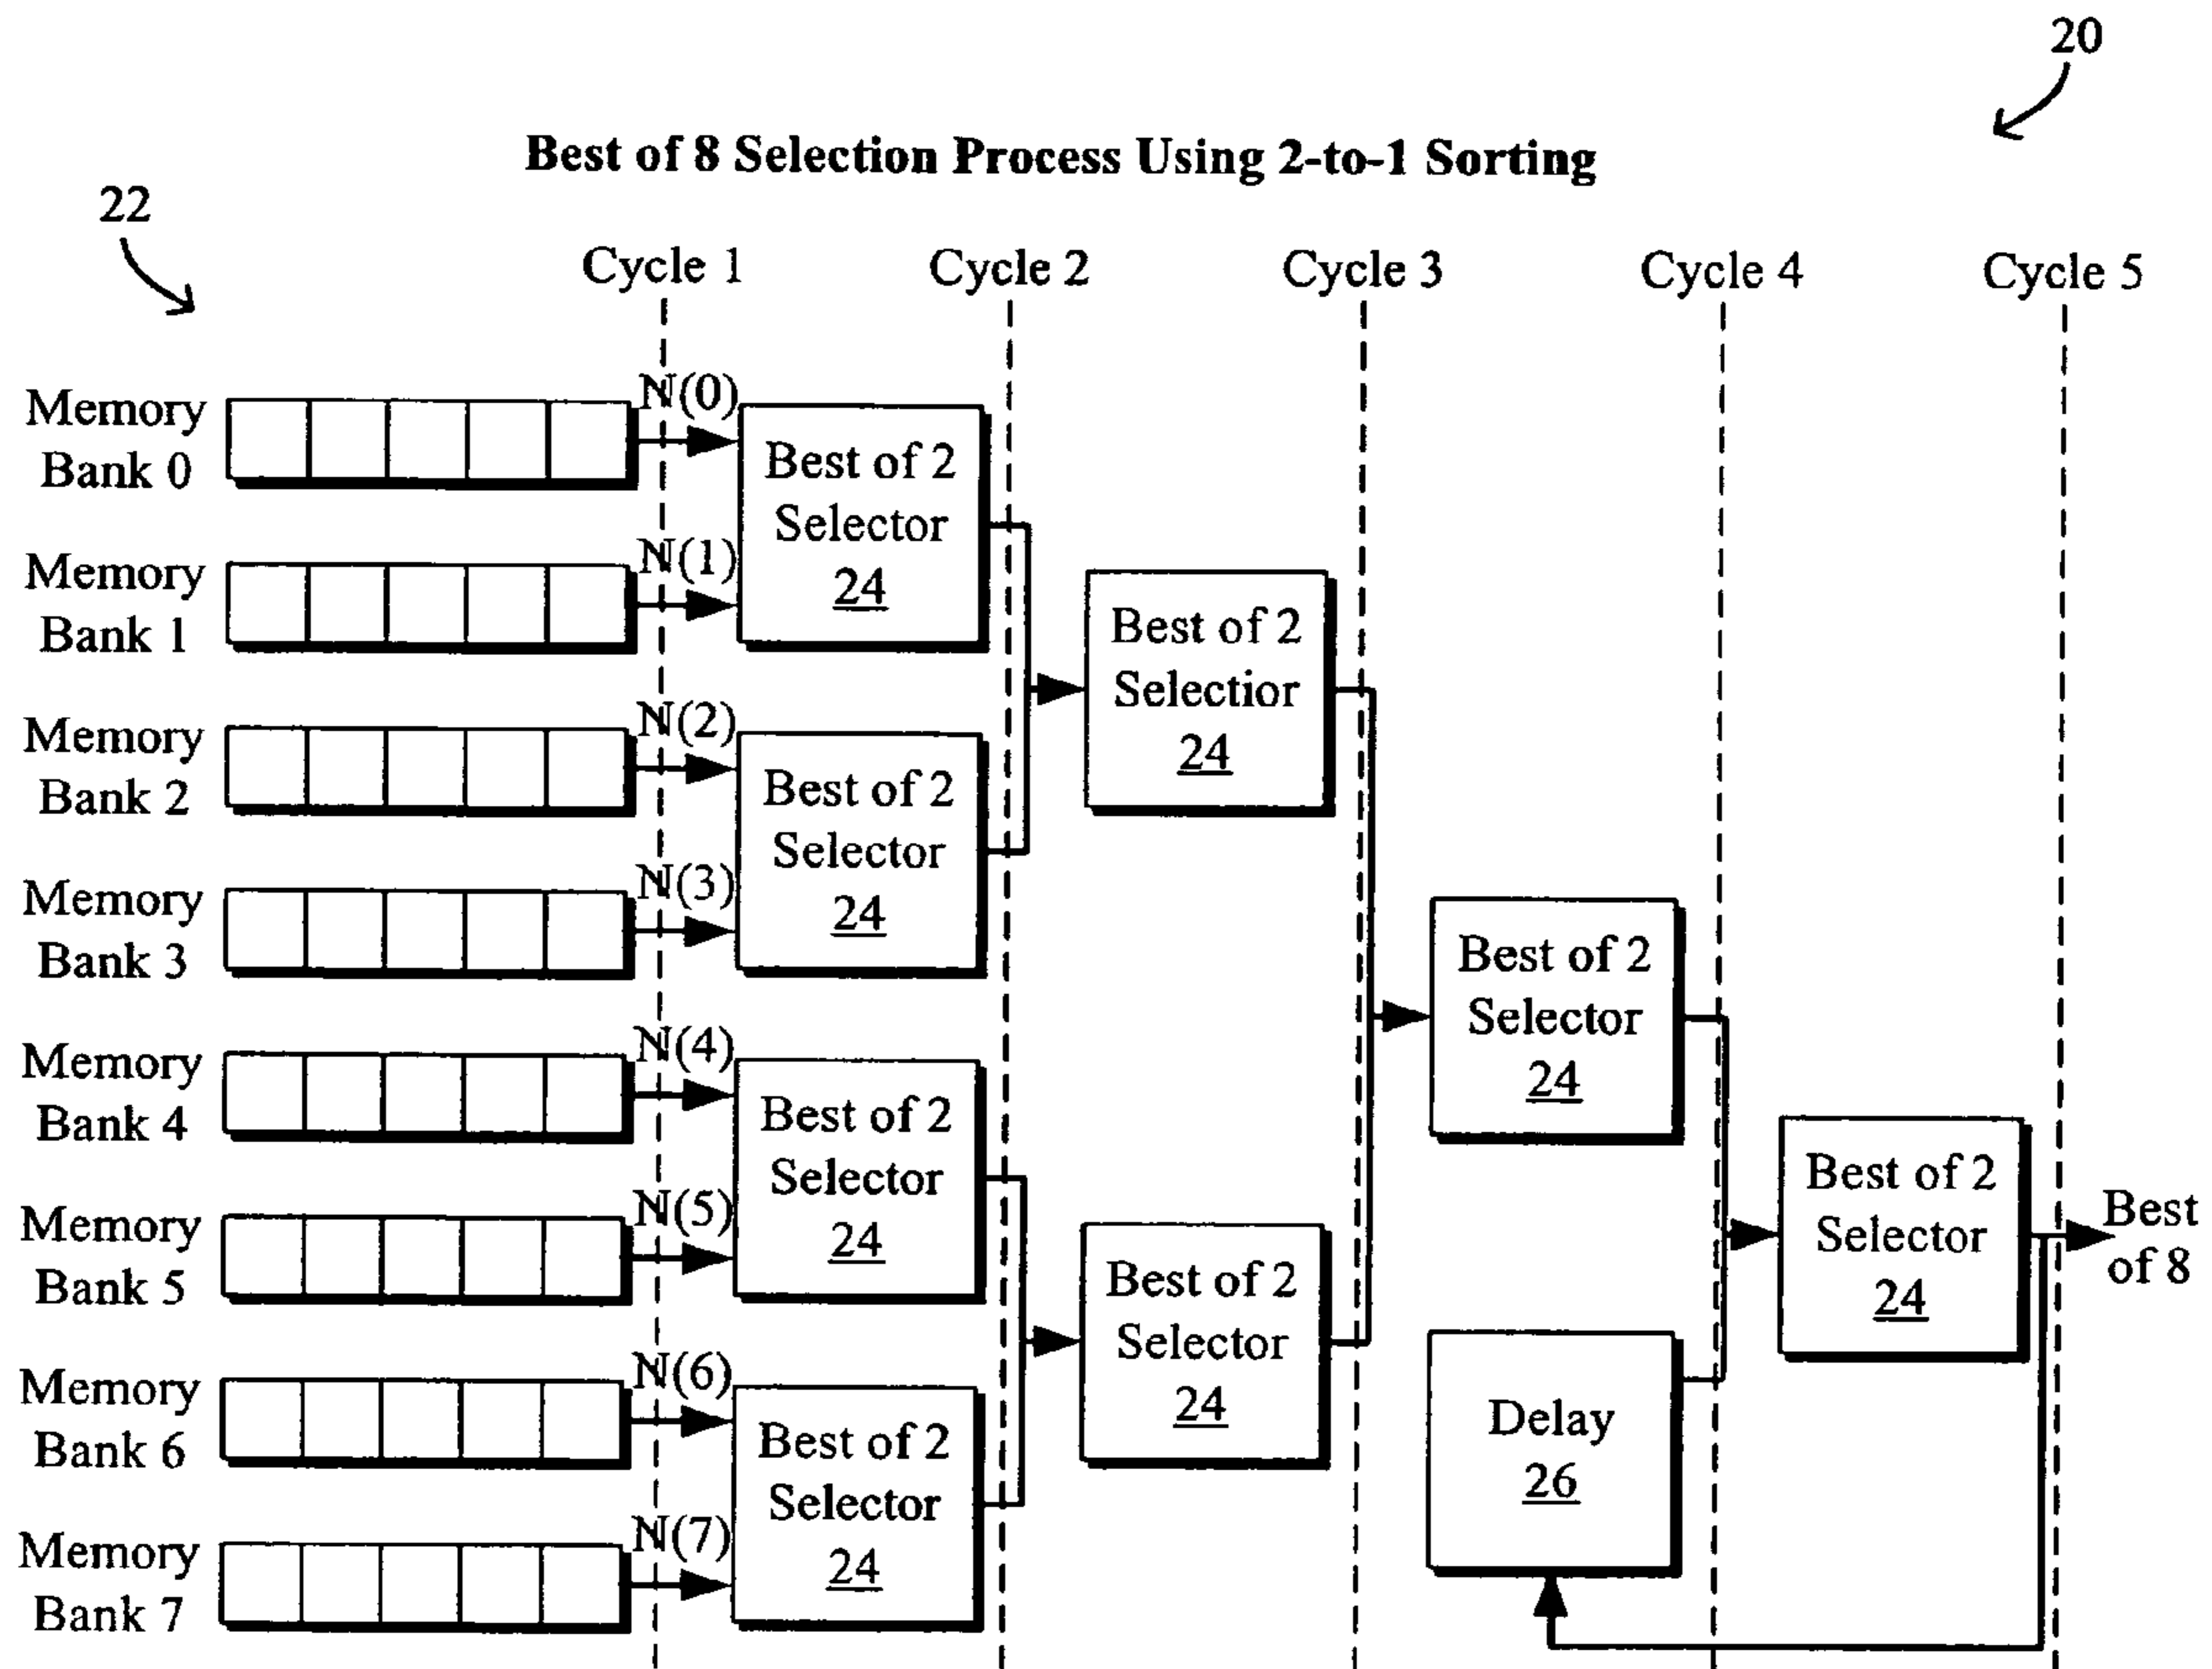 20
Best of 8 Selection Process Using 2-to-1 Sorting
22
Cycle 1
Cycle 2
Cycle 3
Cycle 4
Cycle 5
Memory
Bank 0
N(0)
Memory
Bank 1
N(1)
Best of 2
Selector
24
Memory
Bank 2
N(2)
Memory
Bank 3
N(3)
Best of 2
Selector
24
Memory
Bank 4
N(4)
Memory
Bank 5
N(5)
Best of 2
Selector
24
Memory
Bank 6
N(6)
Memory
Bank 7
N(7)
Best of 2
Selector
24
Best of 2
Selectior
24
Best of 2
Selector
24
Best of 2
Selector
24
Delay
26
Best of 2
Selector
24
Best
of 8